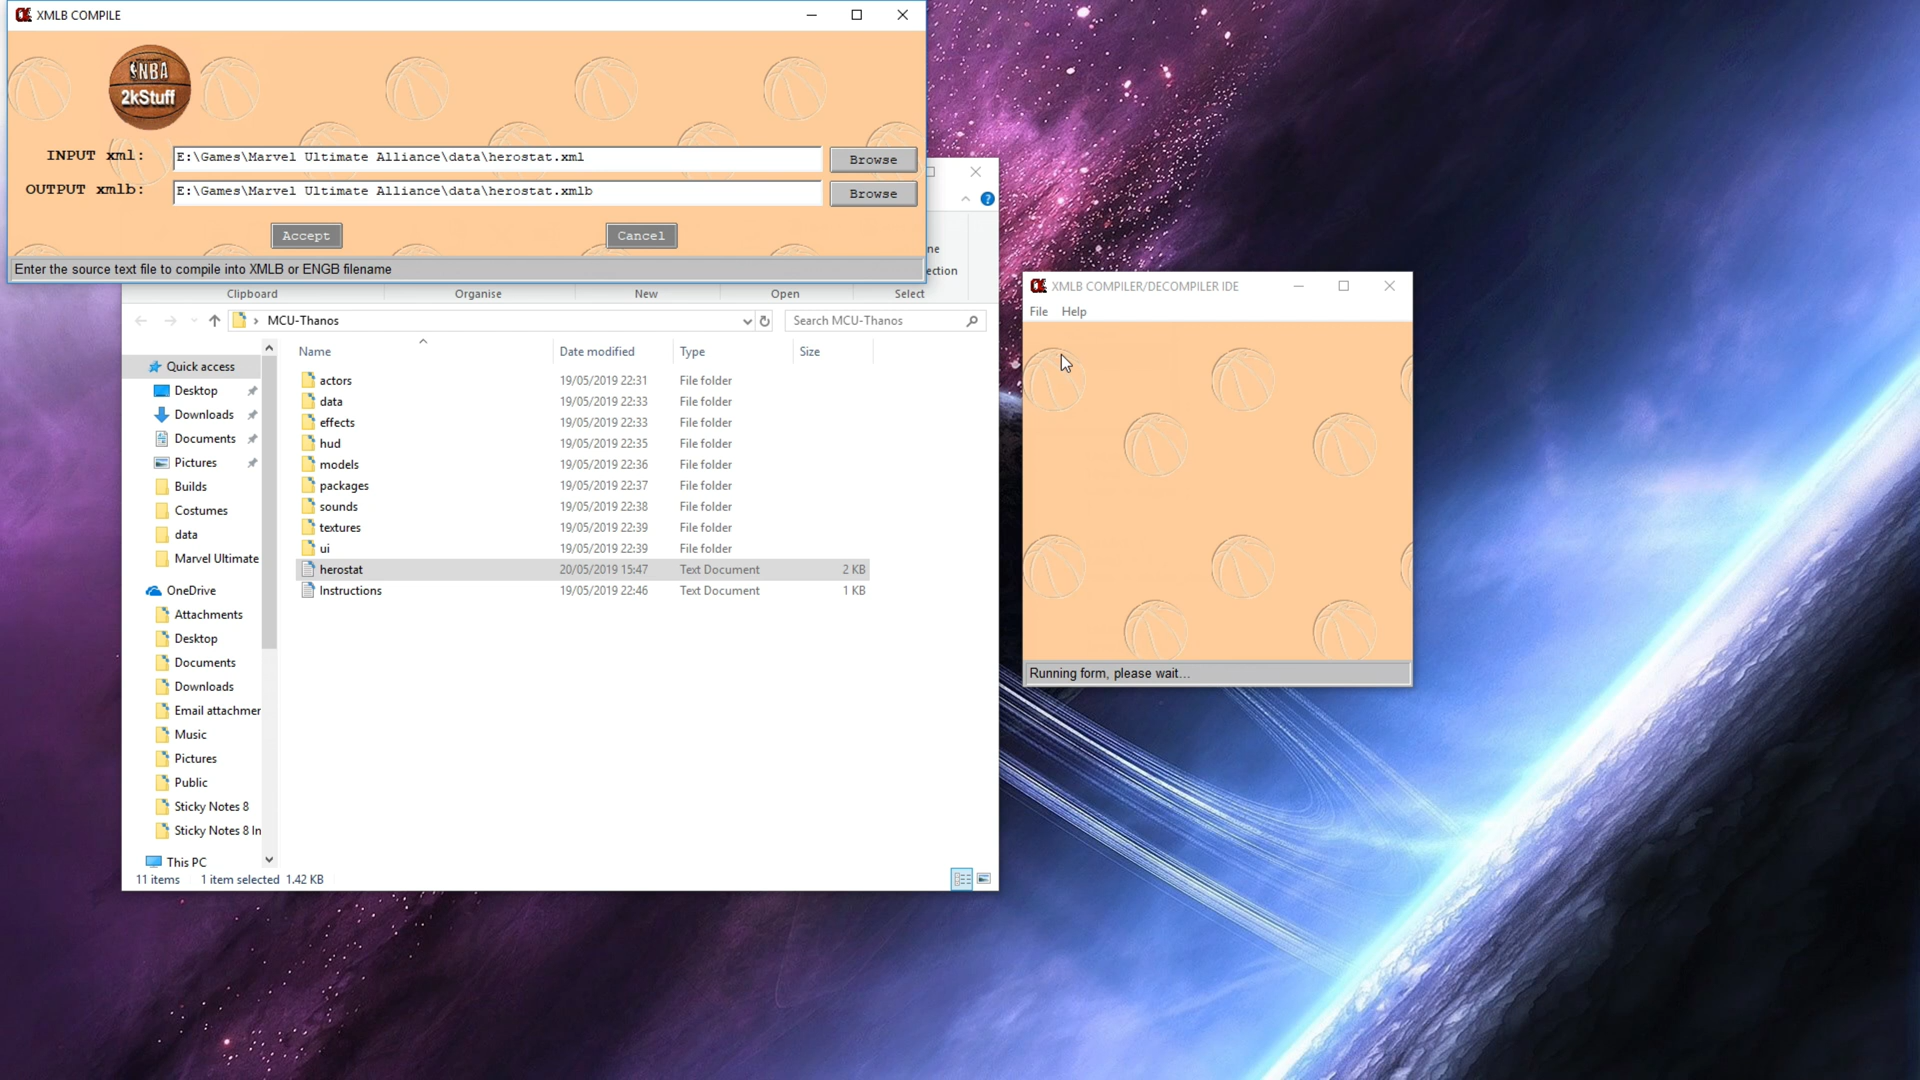 XMLB COMPILE
NBA
2kStuff
INPUT xml:
E:\Games\Marvel Ultimate Alliance\data\herostat.xml
Browse
OUTPUT xmlb:
E:\Games\Marvel Ultimate Alliance\data\herostat.xmlb
Browse
Accept
Cancel
Enter the source text file to compile into XMLB or ENGB filename
ne
ection
Clipboard
Organise
New
Open
Select
MCU-Thanos
Search MCU-Thanos
Name
Date modified
Type
Size
Quick access
Desktop
Downloads
Documents
Pictures
Builds
Costumes
data
Marvel Ultimate
OneDrive
Attachments
Desktop
Documents
Downloads
Email attachmer
Music
Pictures
Public
Sticky Notes 8
Sticky Notes 8 In
This PC
actors 19/05/2019 22:31 File folder
data 19/05/2019 22:33 File folder
effects 19/05/2019 22:33 File folder
hud 19/05/2019 22:35 File folder
models 19/05/2019 22:36 File folder
packages 19/05/2019 22:37 File folder
sounds 19/05/2019 22:38 File folder
textures 19/05/2019 22:39 File folder
ui 19/05/2019 22:39 File folder
herostat 20/05/2019 15:47 Text Document 2 KB
Instructions 19/05/2019 22:46 Text Document 1 KB
11 items 1 item selected 1.42 KB
XMLB COMPILER/DECOMPILER IDE
File Help
Running form, please wait...